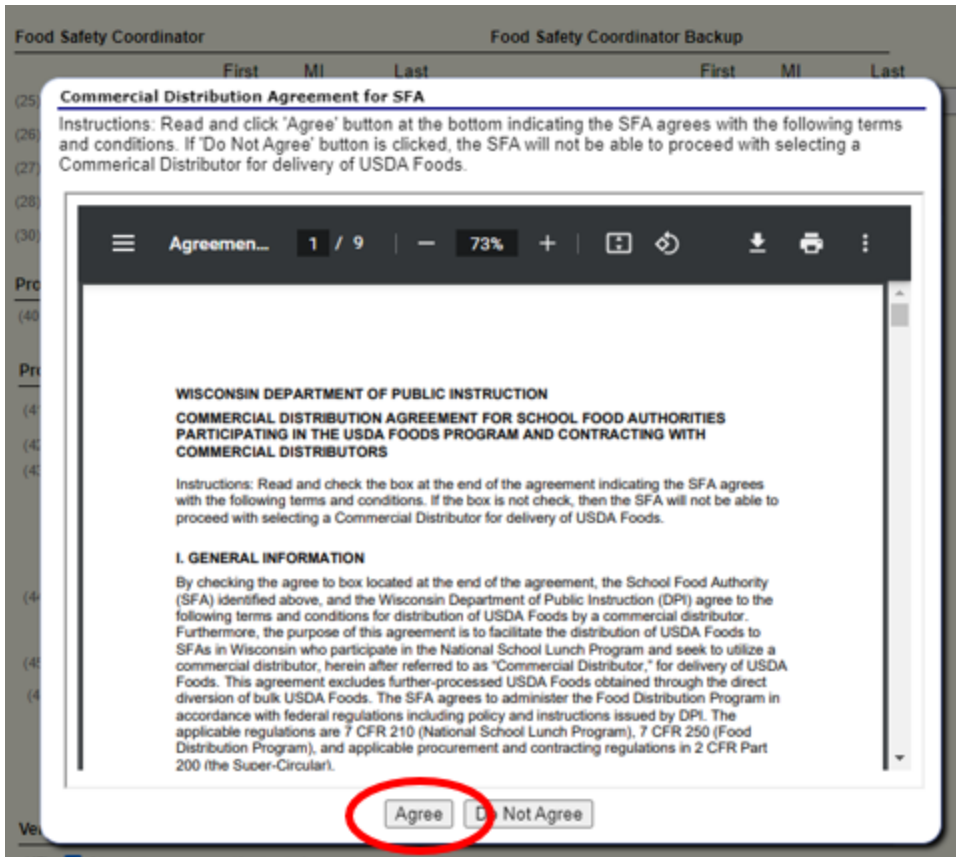 Food Safety Coordinator Food Safety Coordinator Backup
First MI Last First MI Last
(25)
(26)
(27)
(28)
(30)
(40
(45
Commercial Distribution Agreement for SFA
Instructions: Read and click 'Agree' button at the bottom indicating the SFA agrees with the following terms
and conditions. If 'Do Not Agree' button is clicked, the SFA will not be able to proceed with selecting a
Commerical Distributor for delivery of USDA Foods.
Agreemen... 1 / 9 73%
WISCONSIN DEPARTMENT OF PUBLIC INSTRUCTION
COMMERCIAL DISTRIBUTION AGREEMENT FOR SCHOOL FOOD AUTHORITIES
PARTICIPATING IN THE USDA FOODS PROGRAM AND CONTRACTING WITH
COMMERCIAL DISTRIBUTORS
Instructions: Read and check the box at the end of the agreement indicating the SFA agrees
with the following terms and conditions. If the box is not check, then the SFA will not be able to
proceed with selecting a Commercial Distributor for delivery of USDA Foods.
I. GENERAL INFORMATION
By checking the agree to box located at the end of the agreement, the School Food Authority
(SFA) identified above, and the Wisconsin Department of Public Instruction (DPI) agree to the
following terms and conditions for distribution of USDA Foods by a commercial distributor.
Furthermore, the purpose of this agreement is to facilitate the distribution of USDA Foods to
SFAs in Wisconsin who participate in the National School Lunch Program and seek to utilize a
commercial distributor, herein after referred to as "Commercial Distributor," for delivery of USDA
Foods. This agreement excludes further-processed USDA Foods obtained through the direct
diversion of bulk USDA Foods. The SFA agrees to administer the Food Distribution Program in
accordance with federal regulations including policy and instructions issued by DPI. The
applicable regulations are 7 CFR 210 (National School Lunch Program), 7 CFR 250 (Food
Distribution Program), and applicable procurement and contracting regulations in 2 CFR Part
200 (the Super-Circular).
Agree Do Not Agree